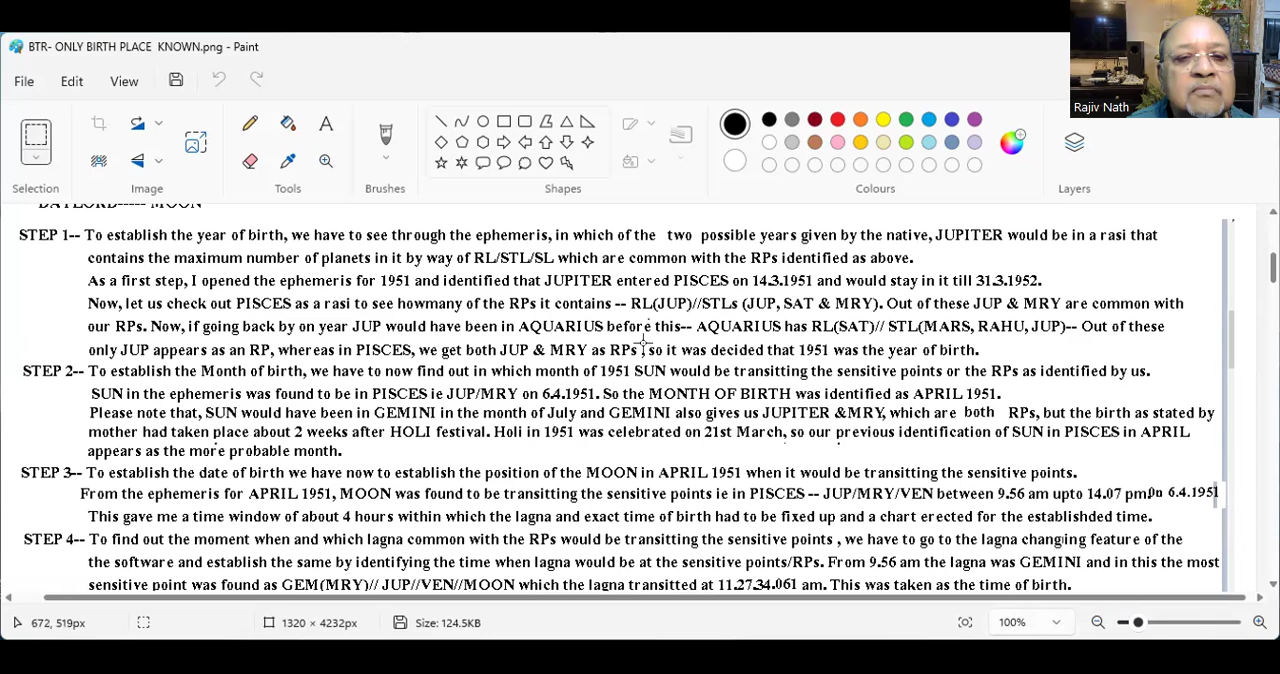 BTR- ONLY BIRTH PLACE KNOWN.png - Paint
Rajiv Nath
File Edit View
Selection Image Tools Brushes Shapes Colours Layers
DAYLORD----- MOON
STEP 1-- To establish the year of birth, we have to see through the ephemeris, in which of the two possible years given by the native, JUPITER would be in a rasi that
contains the maximum number of planets in it by way of RL/STL/SL which are common with the RPs identified as above.
As a first step, I opened the ephemeris for 1951 and identified that JUPITER entered PISCES on 14.3.1951 and would stay in it till 31.3.1952.
Now, let us check out PISCES as a rasi to see howmany of the RPs it contains -- RL(JUP)//STLs (JUP, SAT & MRY). Out of these JUP & MRY are common with
our RPs. Now, if going back by on year JUP would have been in AQUARIUS before this-- AQUARIUS has RL(SAT)// STL(MARS, RAHU, JUP)-- Out of these
only JUP appears as an RP, whereas in PISCES, we get both JUP & MRY as RPs , so it was decided that 1951 was the year of birth.
STEP 2-- To establish the Month of birth, we have to now find out in which month of 1951 SUN would be transitting the sensitive points or the RPs as identified by us.
SUN in the ephemeris was found to be in PISCES ie JUP/MRY on 6.4.1951. So the MONTH OF BIRTH was identified as APRIL 1951.
Please note that, SUN would have been in GEMINI in the month of July and GEMINI also gives us JUPITER &MRY, which are both RPs, but the birth as stated by
mother had taken place about 2 weeks after HOLI festival. Holi in 1951 was celebrated on 21st March, so our previous identification of SUN in PISCES in APRIL
appears as the more probable month.
STEP 3-- To establish the date of birth we have now to establish the position of the MOON in APRIL 1951 when it would be transitting the sensitive points.
From the ephemeris for APRIL 1951, MOON was found to be transitting the sensitive points ie in PISCES -- JUP/MRY/VEN between 9.56 am upto 14.07 pm. On 6.4.1951
This gave me a time window of about 4 hours within which the lagna and exact time of birth had to be fixed up and a chart erected for the establishded time.
STEP 4-- To find out the moment when and which lagna common with the RPs would be transitting the sensitive points , we have to go to the lagna changing feature of the
the software and establish the same by identifying the time when lagna would be at the sensitive points/RPs. From 9.56 am the lagna was GEMINI and in this the most
sensitive point was found as GEM(MRY)// JUP//VEN//MOON which the lagna transitted at 11.27.34.061 am. This was taken as the time of birth.
672, 519px 1320 × 4232px Size: 124.5KB 100%